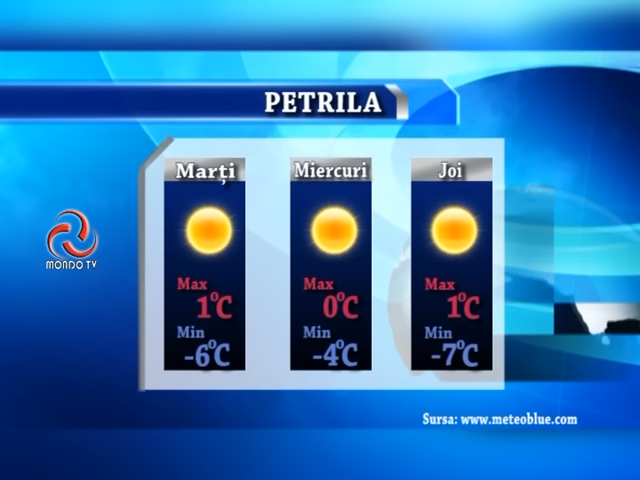 PETRILA
Marți
Max
1°C
Min
-6°C
Miercuri
Max
0°C
Min
-4°C
Joi
Max
1°C
Min
-7°C
MONDO TV
Sursa: www.meteoblue.com